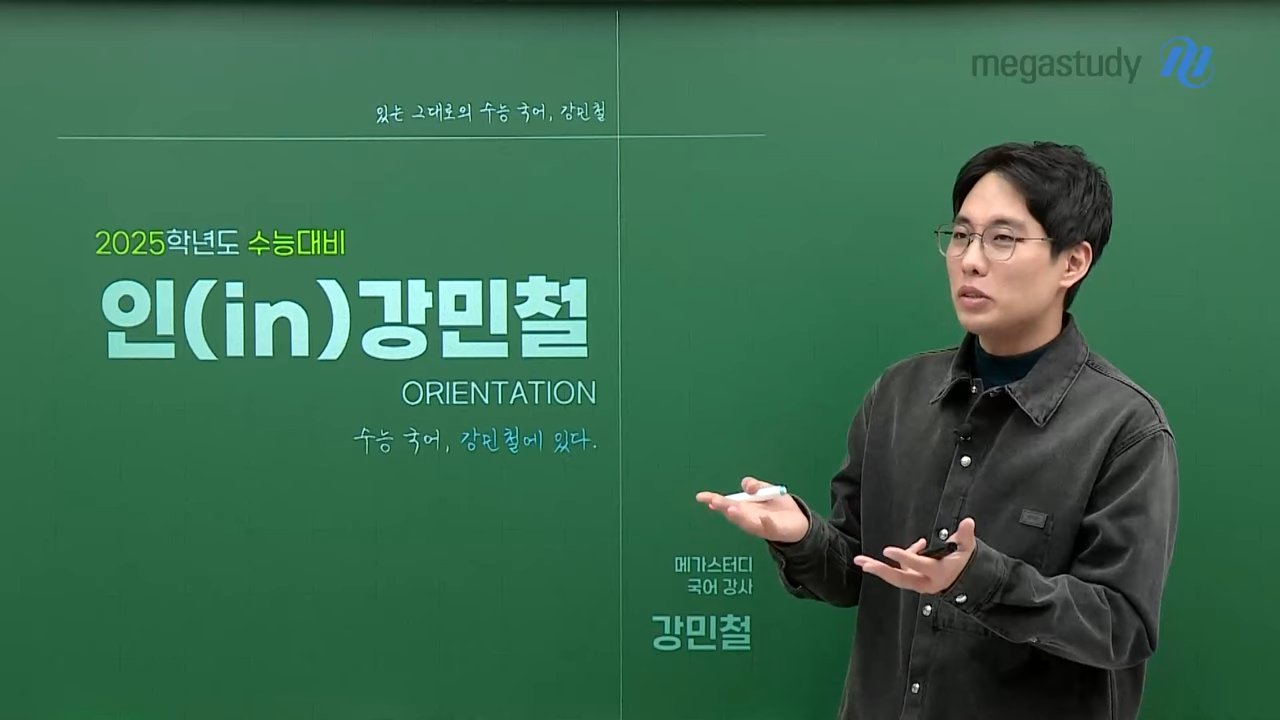 megastudy
있는 그대로의 수능 국어, 강민철
2025학년도 수능대비
인(in)강민철
ORIENTATION
수능 국어, 강민철에 있다.
메가스터디
국어 강사
강민철